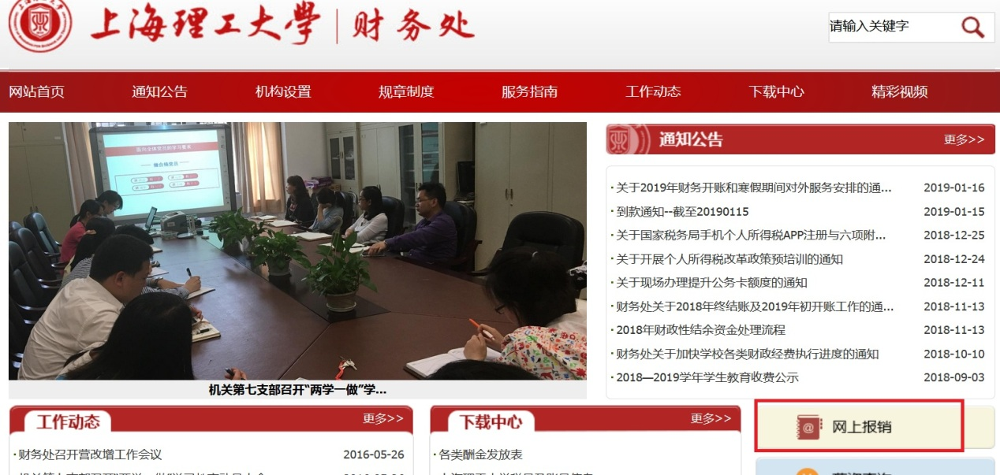 上海理工大學 财务处
请输入关键字
网站首页 通知公告 机构设置 规章制度 服务指南 工作动态 下载中心 精彩视频
通知公告 更多>>
·关于2019年财务开账和寒假期间对外服务安排的通... 2019-01-16
·到款通知--截至20190115 2019-01-15
·关于国家税务局手机个人所得税APP注册与六项附... 2018-12-25
·关于开展个人所得税改革政策预培训的通知 2018-12-24
·关于现场办理提升公务卡额度的通知 2018-12-11
·财务处关于2018年终结账及2019年初开账工作的通... 2018-11-13
·2018年财政性结余资金处理流程 2018-11-13
·财务处关于加快学校各类财政经费执行进度的通知 2018-10-10
·2018—2019学年学生教育收费公示 2018-09-03
面向全体党员的学习要求
机关第七支部召开“两学一做”学...
工作动态 更多>>
·财务处召开营改增工作会议 2016-05-26
下载中心 更多>>
·各类酬金发放表
@ 网上报销